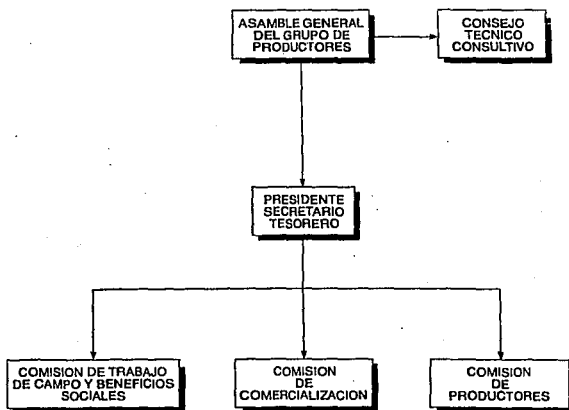 ASAMBLE GENERAL
DEL GRUPO DE
PRODUCTORES
CONSEJO
TECNICO
CONSULTIVO
PRESIDENTE
SECRETARIO
TESORERO
COMISION DE TRABAJO
DE CAMPO Y BENEFICIOS
SOCIALES
COMISION
DE
COMERCIALIZACION
COMISION
DE
PRODUCTORES